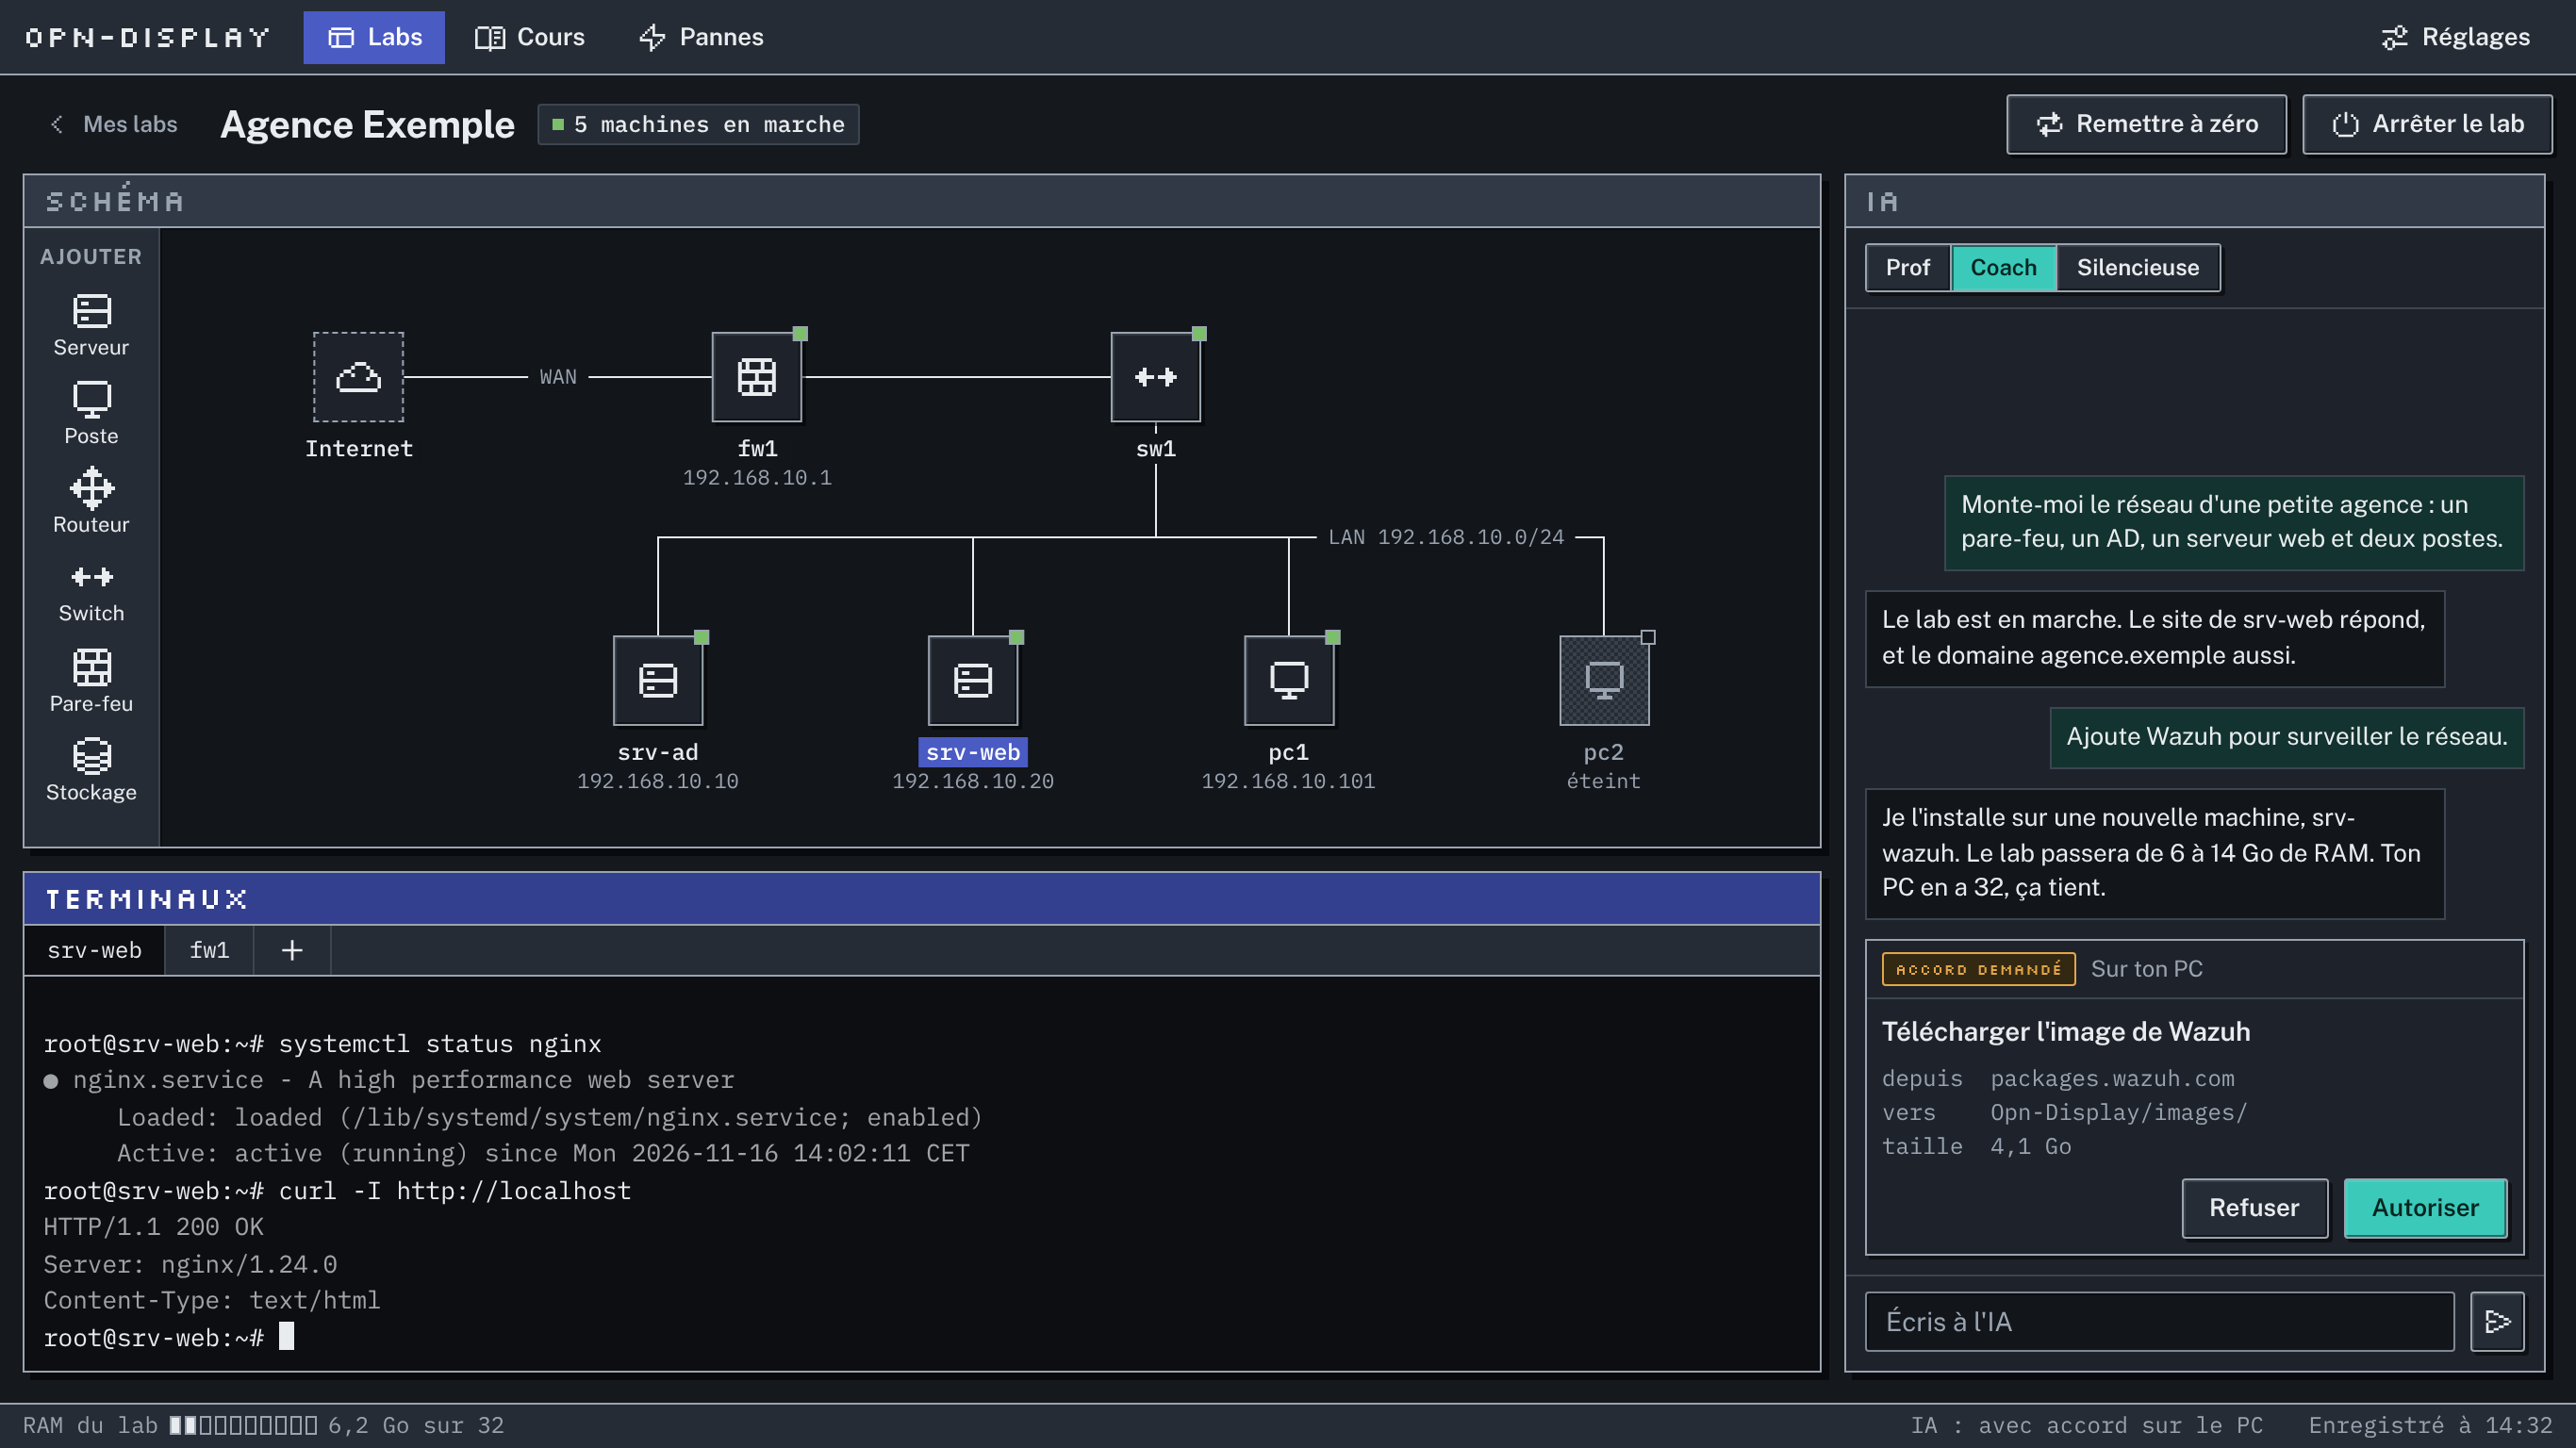 OPN-DISPLAY
Labs
Cours
Pannes
Réglages
Mes labs
Agence Exemple
5 machines en marche
Remettre à zéro
Arrêter le lab
SCHÉMA
AJOUTER
Serveur
Poste
Routeur
Switch
Pare-feu
Stockage
WAN
Internet
fw1
192.168.10.1
sw1
LAN 192.168.10.0/24
srv-ad
192.168.10.10
srv-web
192.168.10.20
pc1
192.168.10.101
pc2
éteint
TERMINAUX
srv-web
fw1
+
root@srv-web:~# systemctl status nginx
● nginx.service - A high performance web server
Loaded: loaded (/lib/systemd/system/nginx.service; enabled)
Active: active (running) since Mon 2026-11-16 14:02:11 CET
root@srv-web:~# curl -I http://localhost
HTTP/1.1 200 OK
Server: nginx/1.24.0
Content-Type: text/html
root@srv-web:~#
IA
Prof
Coach
Silencieuse
Monte-moi le réseau d'une petite agence : un
pare-feu, un AD, un serveur web et deux postes.
Le lab est en marche. Le site de srv-web répond,
et le domaine agence.exemple aussi.
Ajoute Wazuh pour surveiller le réseau.
Je l'installe sur une nouvelle machine, srv-
wazuh. Le lab passera de 6 à 14 Go de RAM. Ton
PC en a 32, ça tient.
ACCORD DEMANDÉ
Sur ton PC
Télécharger l'image de Wazuh
depuis packages.wazuh.com
vers Opn-Display/images/
taille 4,1 Go
Refuser
Autoriser
Écris à l'IA
RAM du lab
6,2 Go sur 32
IA : avec accord sur le PC
Enregistré à 14:32